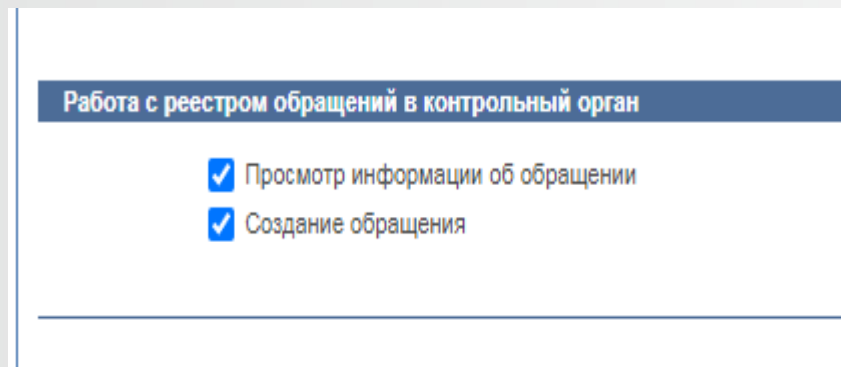 Работа с реестром обращений в контрольный орган
Просмотр информации об обращении
Создание обращения